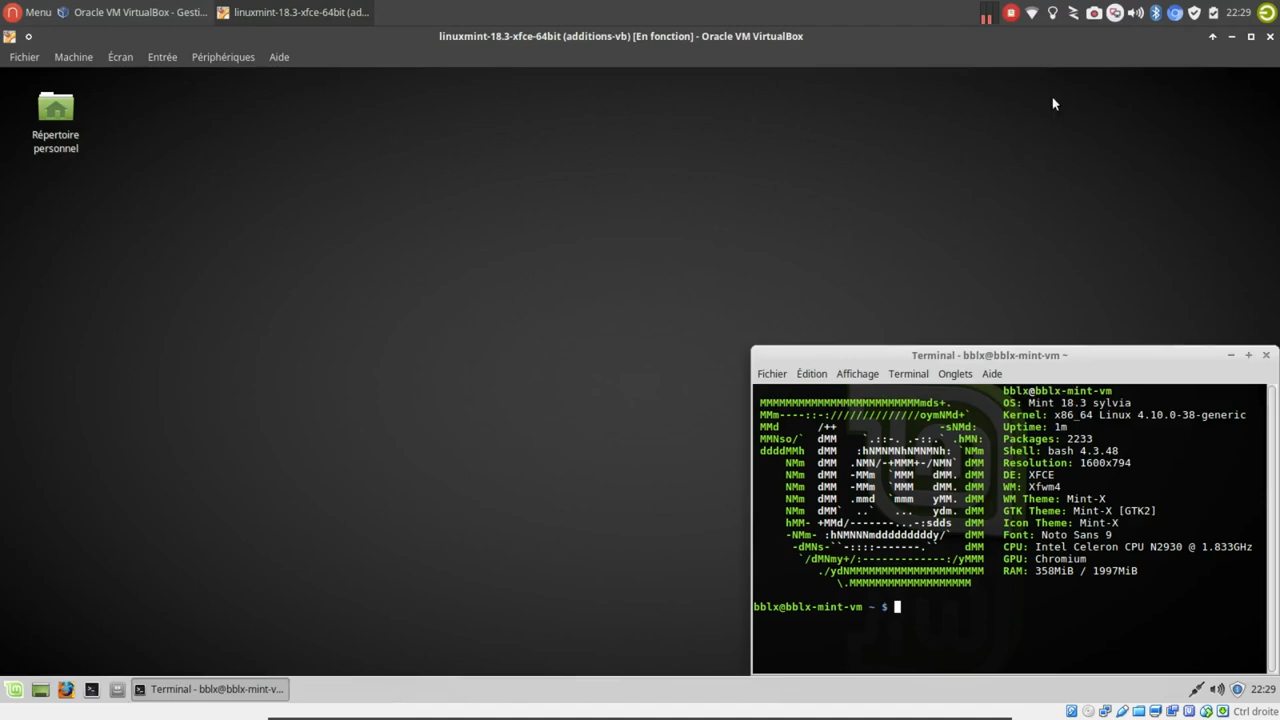 Menu Oracle VM VirtualBox - Gesti... linuxmint-18.3-xfce-64bit (ad... 22:29
linuxmint-18.3-xfce-64bit (additions-vb) [En fonction] - Oracle VM VirtualBox
Fichier Machine Écran Entrée Périphériques Aide
Répertoire
personnel
Terminal - bblx@bblx-mint-vm ~
Fichier Édition Affichage Terminal Onglets Aide
bblx@bblx-mint-vm
OS: Mint 18.3 sylvia
Kernel: x86_64 Linux 4.10.0-38-generic
Uptime: 1m
Packages: 2233
Shell: bash 4.3.48
Resolution: 1600x794
DE: XFCE
WM: Xfwm4
WM Theme: Mint-X
GTK Theme: Mint-X [GTK2]
Icon Theme: Mint-X
Font: Noto Sans 9
CPU: Intel Celeron CPU N2930 @ 1.833GHz
GPU: Chromium
RAM: 358MiB / 1997MiB
bblx@bblx-mint-vm ~ $
Terminal - bblx@bblx-mint-v... 22:29
Ctrl droite